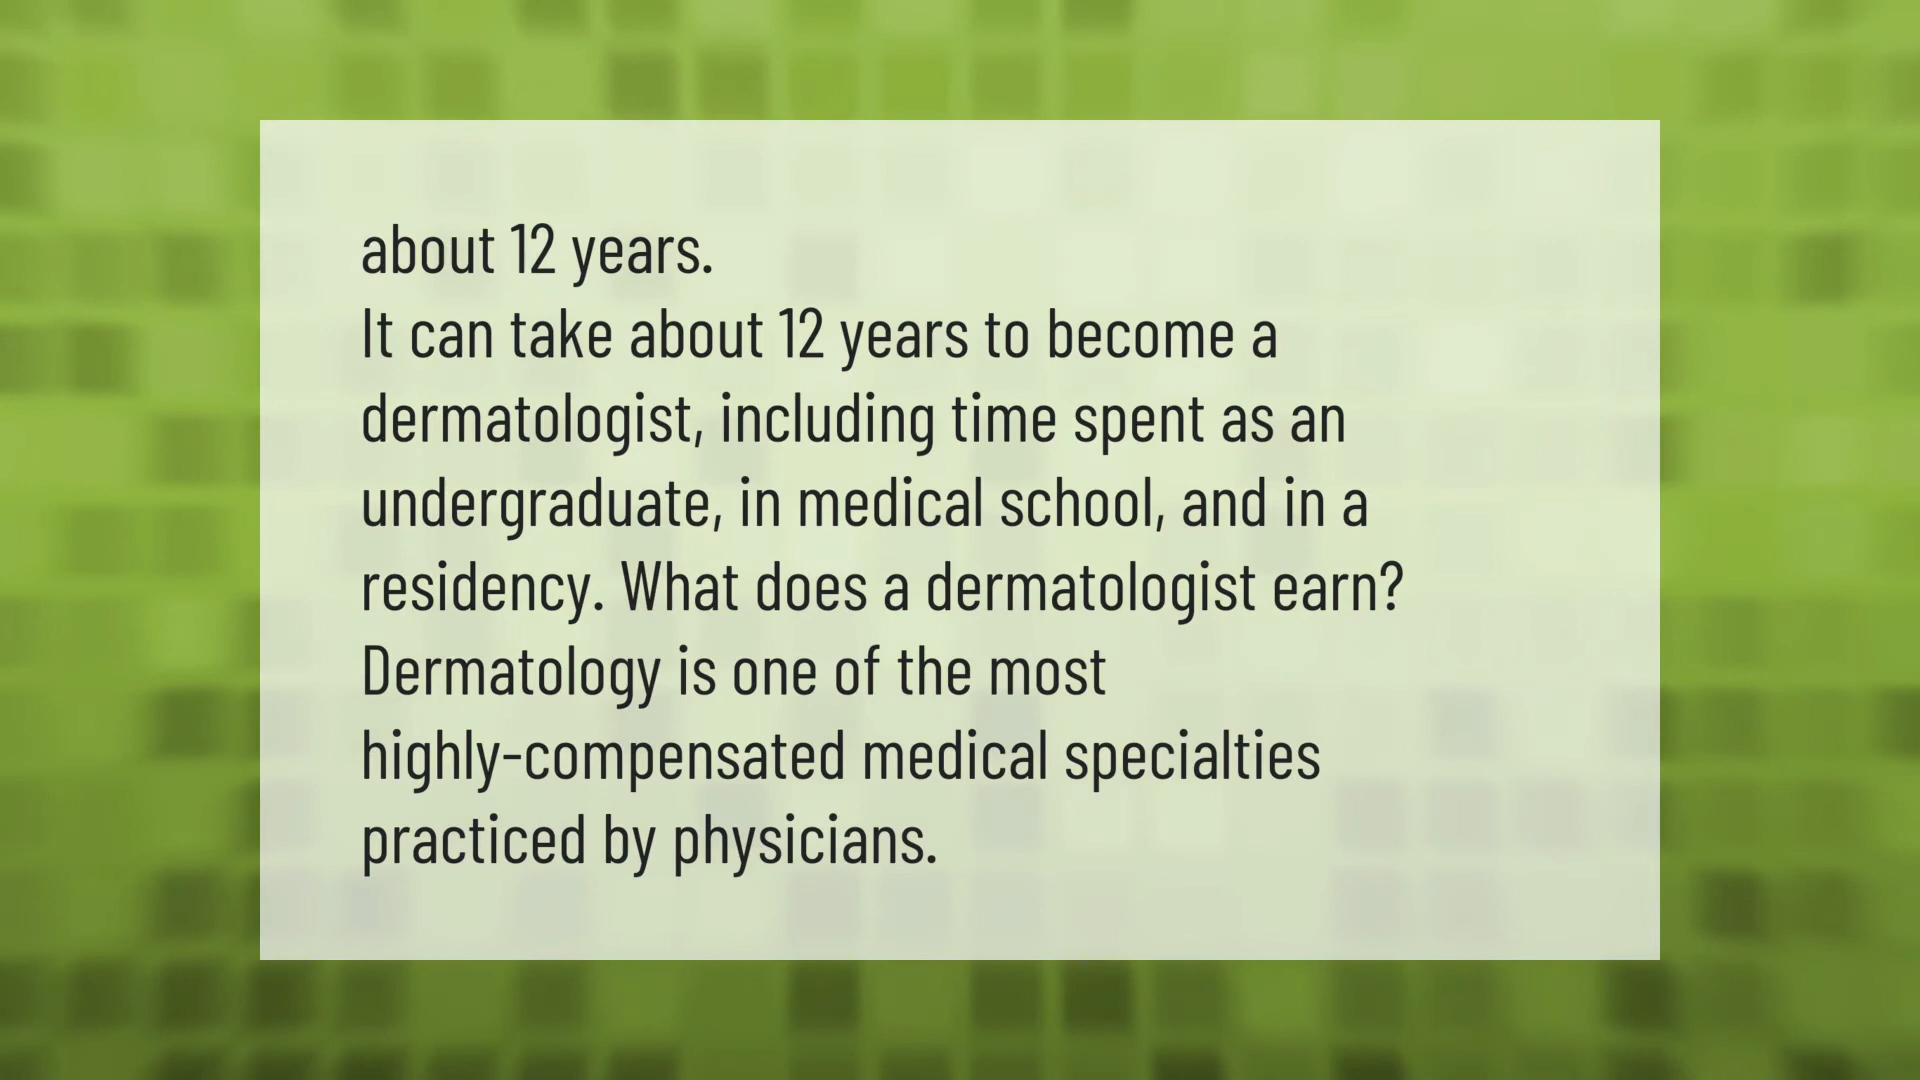 about 12 years.
It can take about 12 years to become a
dermatologist, including time spent as an
undergraduate, in medical school, and in a
residency. What does a dermatologist earn?
Dermatology is one of the most
highly-compensated medical specialties
practiced by physicians.